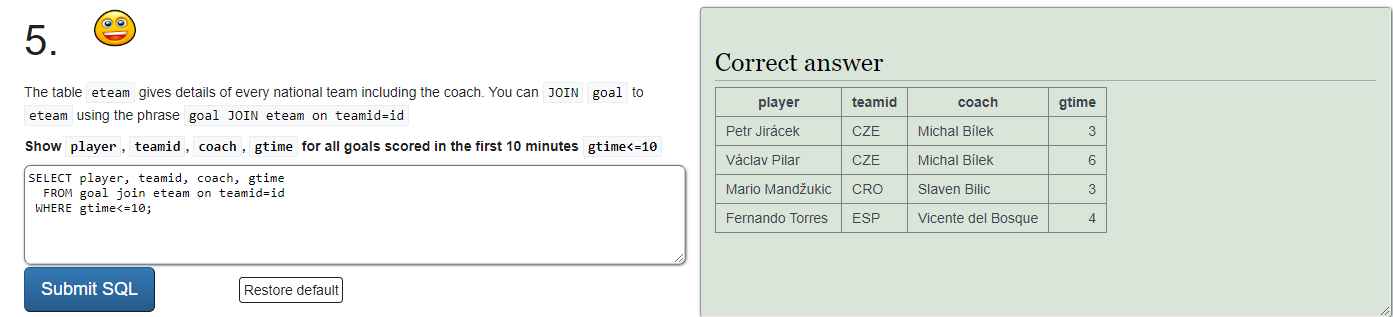 5.
The table eteam gives details of every national team including the coach. You can JOIN goal to
eteam using the phrase goal JOIN eteam on teamid=id
Show player, teamid, coach, gtime for all goals scored in the first 10 minutes gtime<=10
SELECT player, teamid, coach, gtime
FROM goal join eteam on teamid=id
WHERE gtime<=10;
Submit SQL
Restore default
Correct answer
player teamid coach gtime
Petr Jirácek CZE Michal Bílek 3
Václav Pilar CZE Michal Bílek 6
Mario Mandžukic CRO Slaven Bilic 3
Fernando Torres ESP Vicente del Bosque 4